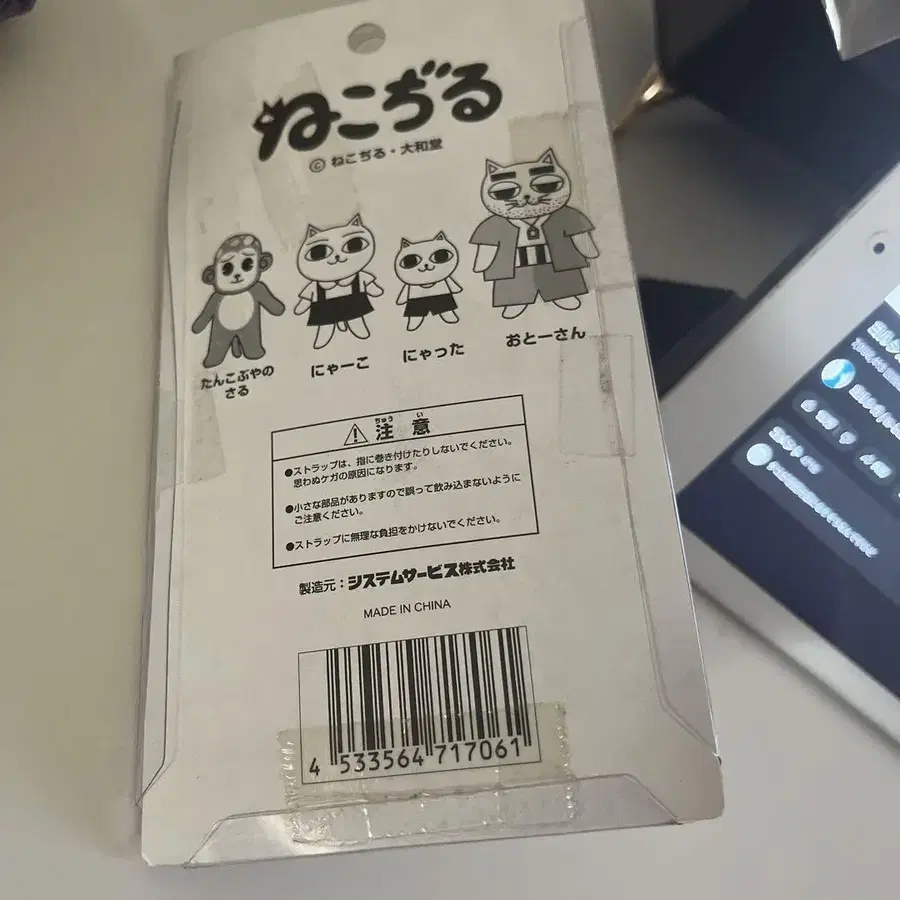 ねこぢる
© ねこぢる・大和堂
たんこぶやの
さる
にゃーこ
にゃった
おとーさん
ちゅう い
注 意
●ストラップは、指に巻き付けたりしないでください。
思わぬケガの原因になります。
●小さな部品がありますので誤って飲み込まないように
ご注意ください。
●ストラップに無理な負担をかけないでください。
製造元：システムサービス株式会社
MADE IN CHINA
4 533564 717061